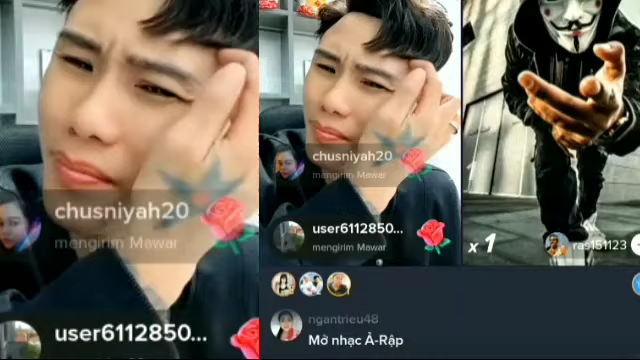 chusniyah20
mengirim Mawar
user6112850...
chusniyah20
mengirim Mawar
user6112850...
mengirim Mawar
x 1
ras151123
ngantrieu48
Mở nhạc Ả-Rập